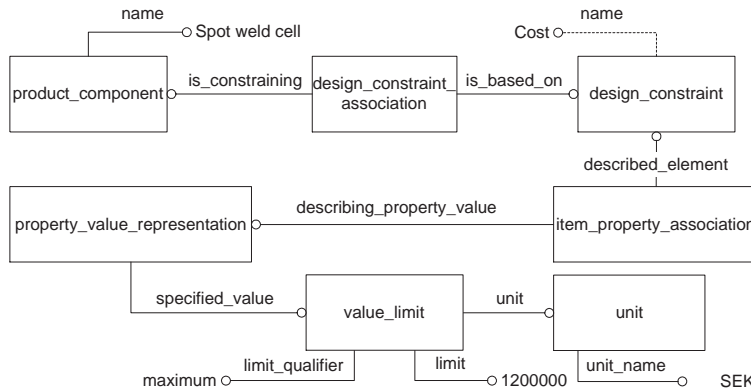 name
name
Spot weld cell
Cost
product_component
is_constraining
design_constraint_
association
is_based_on
design_constraint
described_element
property_value_representation
describing_property_value
item_property_association
specified_value
value_limit
unit
unit
limit_qualifier
limit
unit_name
maximum
1200000
SEK